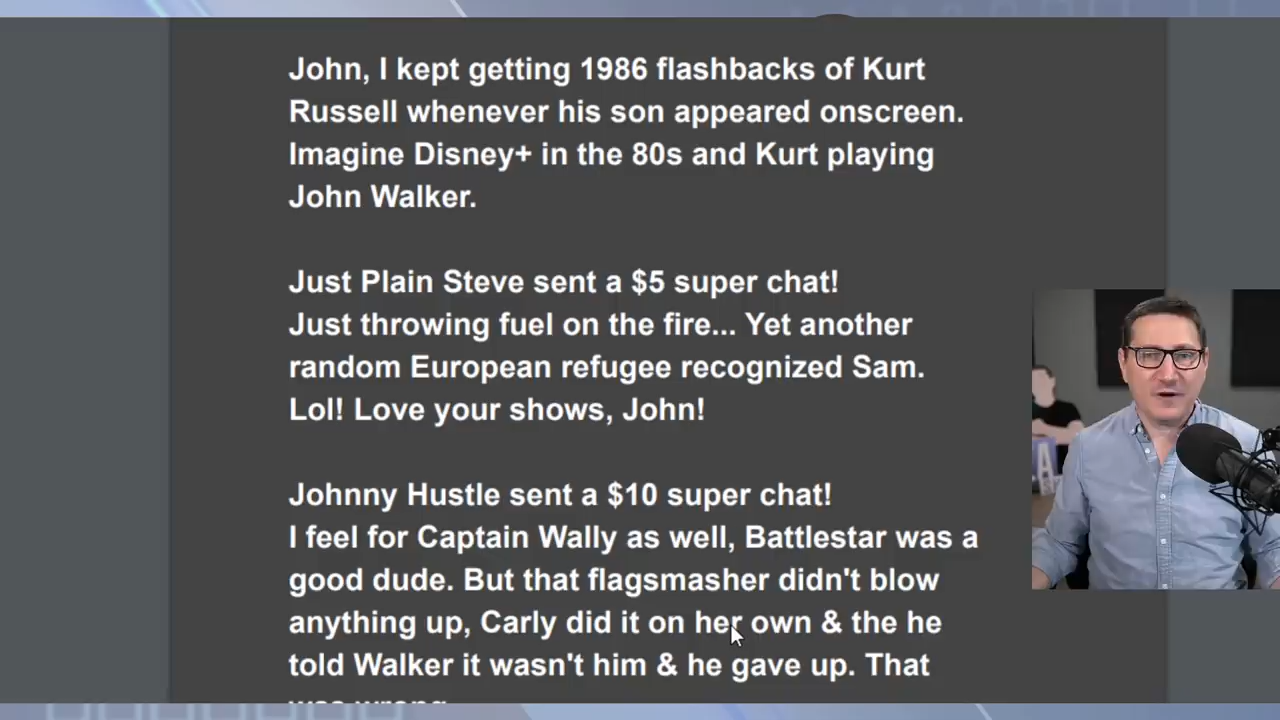 John, I kept getting 1986 flashbacks of Kurt
Russell whenever his son appeared onscreen.
Imagine Disney+ in the 80s and Kurt playing
John Walker.
Just Plain Steve sent a $5 super chat!
Just throwing fuel on the fire... Yet another
random European refugee recognized Sam.
Lol! Love your shows, John!
Johnny Hustle sent a $10 super chat!
I feel for Captain Wally as well, Battlestar was a
good dude. But that flagsmasher didn't blow
anything up, Carly did it on her own & the he
told Walker it wasn't him & he gave up. That
was wrong